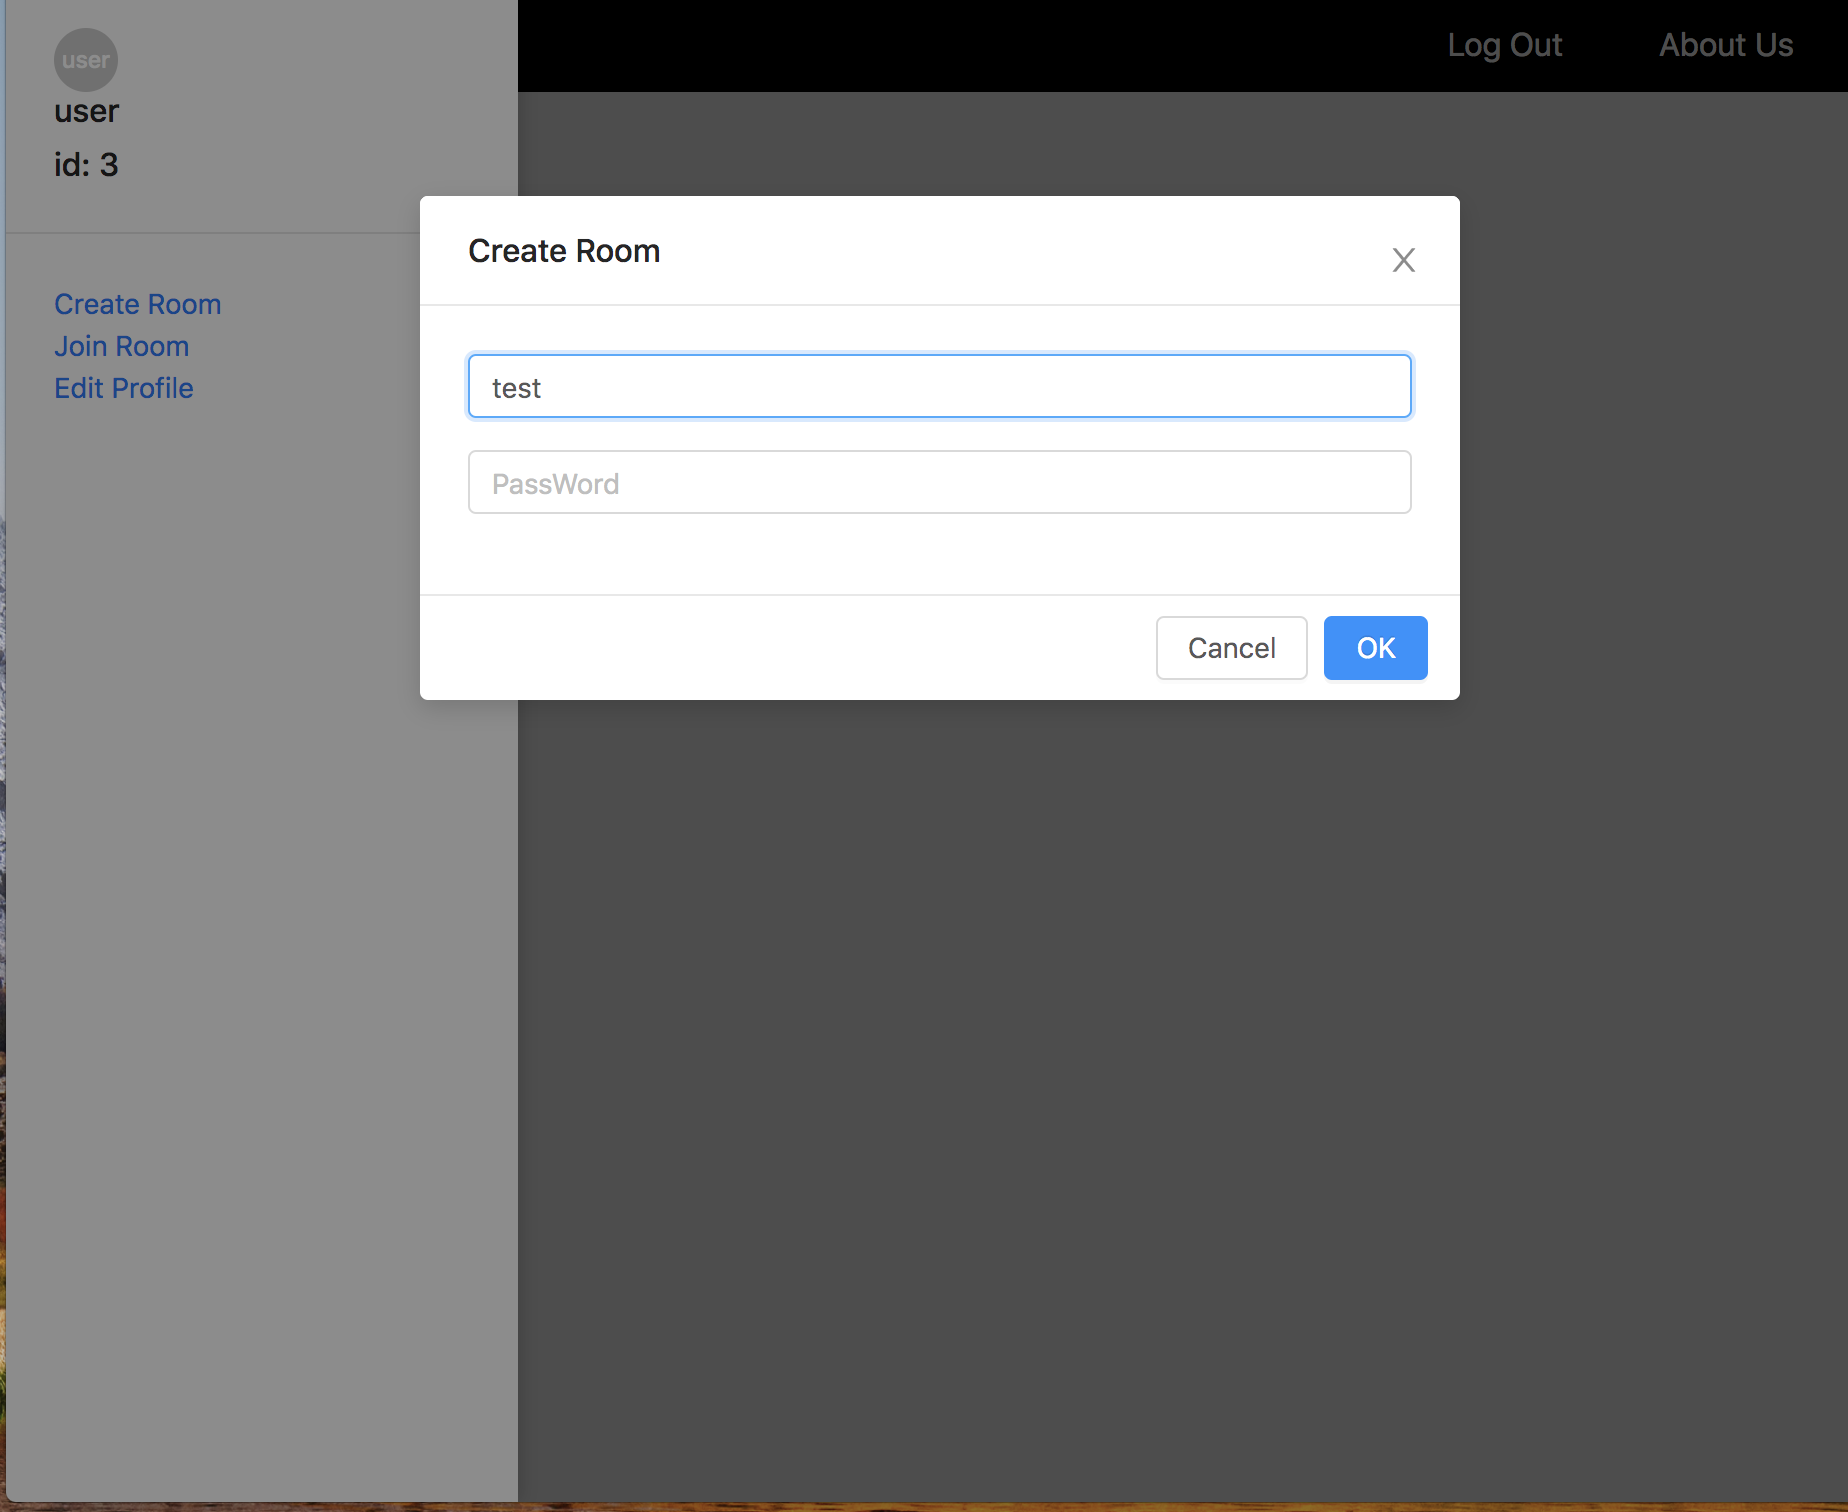 user
user
id: 3
Create Room
Join Room
Edit Profile
Log Out
About Us
Create Room
test
PassWord
Cancel
OK